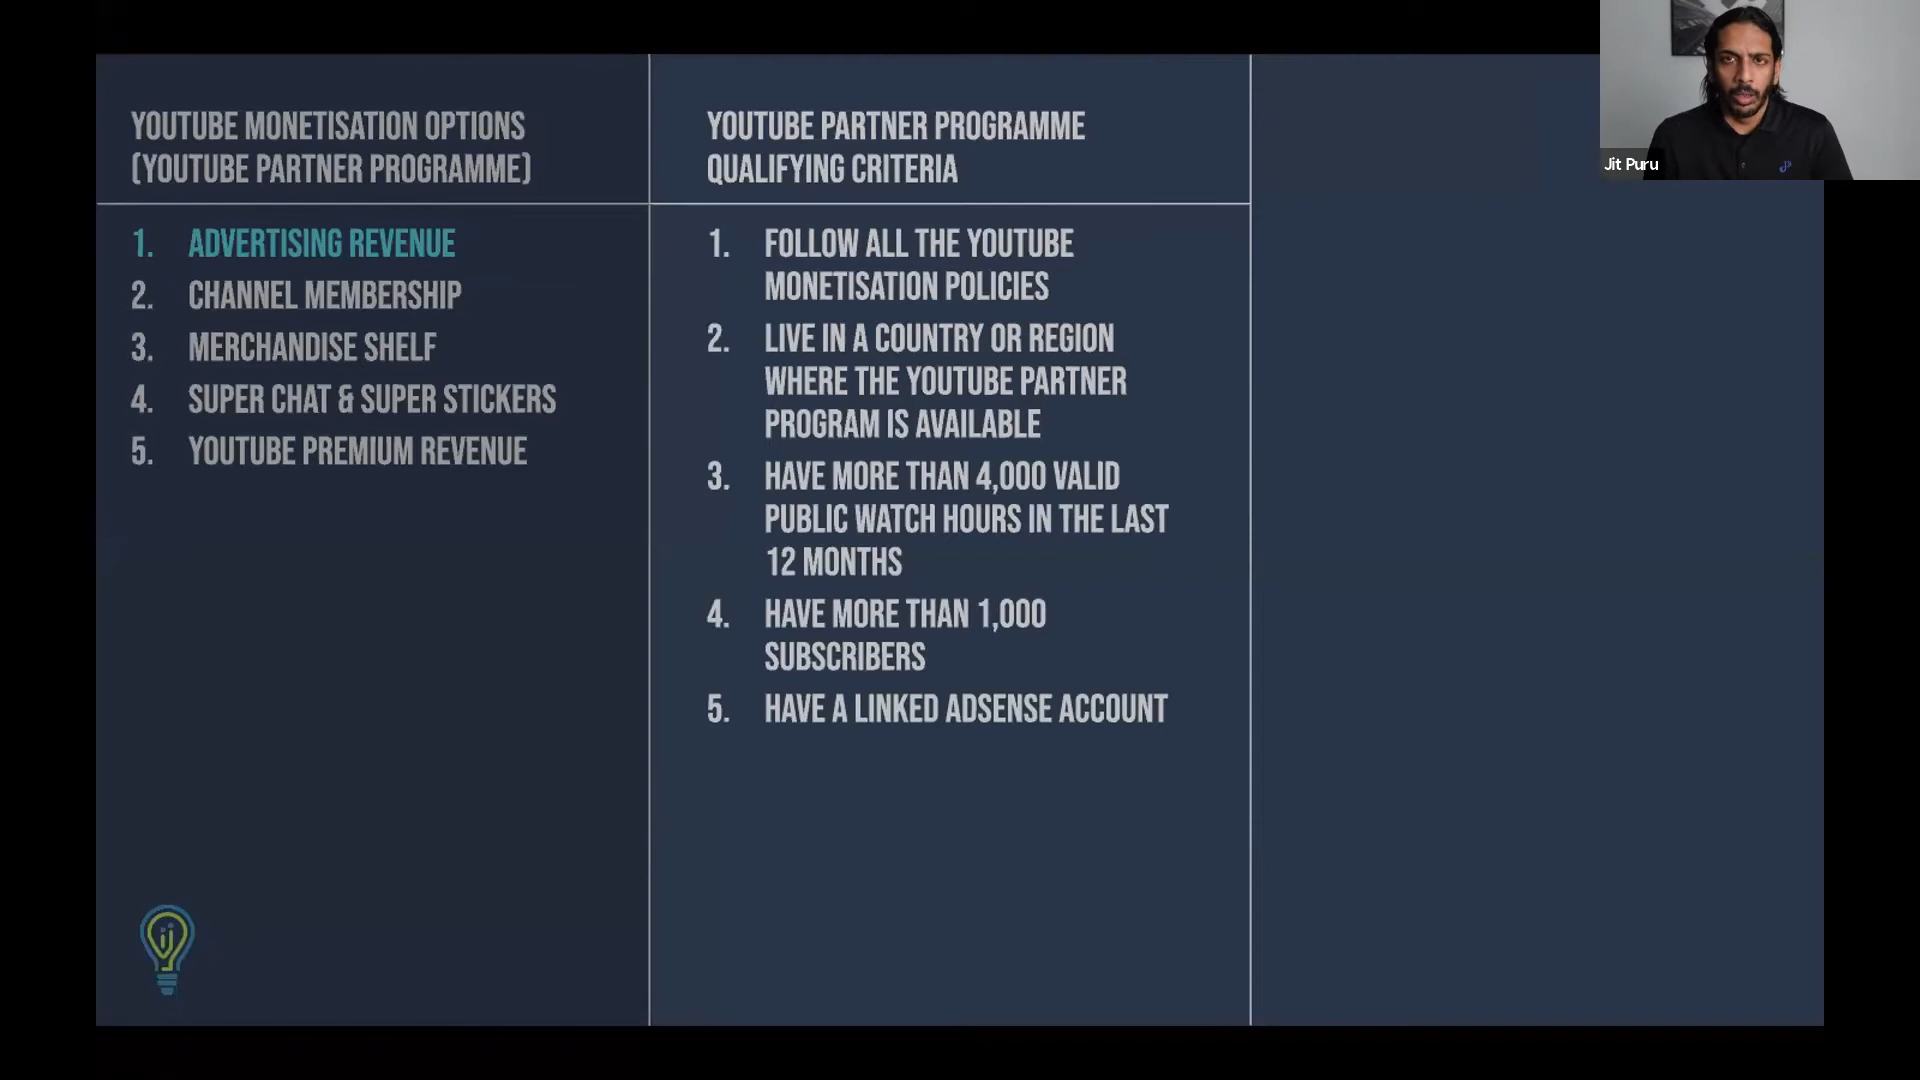 YOUTUBE MONETISATION OPTIONS
(YOUTUBE PARTNER PROGRAMME)
1. ADVERTISING REVENUE
2. CHANNEL MEMBERSHIP
3. MERCHANDISE SHELF
4. SUPER CHAT & SUPER STICKERS
5. YOUTUBE PREMIUM REVENUE
YOUTUBE PARTNER PROGRAMME
QUALIFYING CRITERIA
1. FOLLOW ALL THE YOUTUBE
MONETISATION POLICIES
2. LIVE IN A COUNTRY OR REGION
WHERE THE YOUTUBE PARTNER
PROGRAM IS AVAILABLE
3. HAVE MORE THAN 4,000 VALID
PUBLIC WATCH HOURS IN THE LAST
12 MONTHS
4. HAVE MORE THAN 1,000
SUBSCRIBERS
5. HAVE A LINKED ADSENSE ACCOUNT
Jit Puru